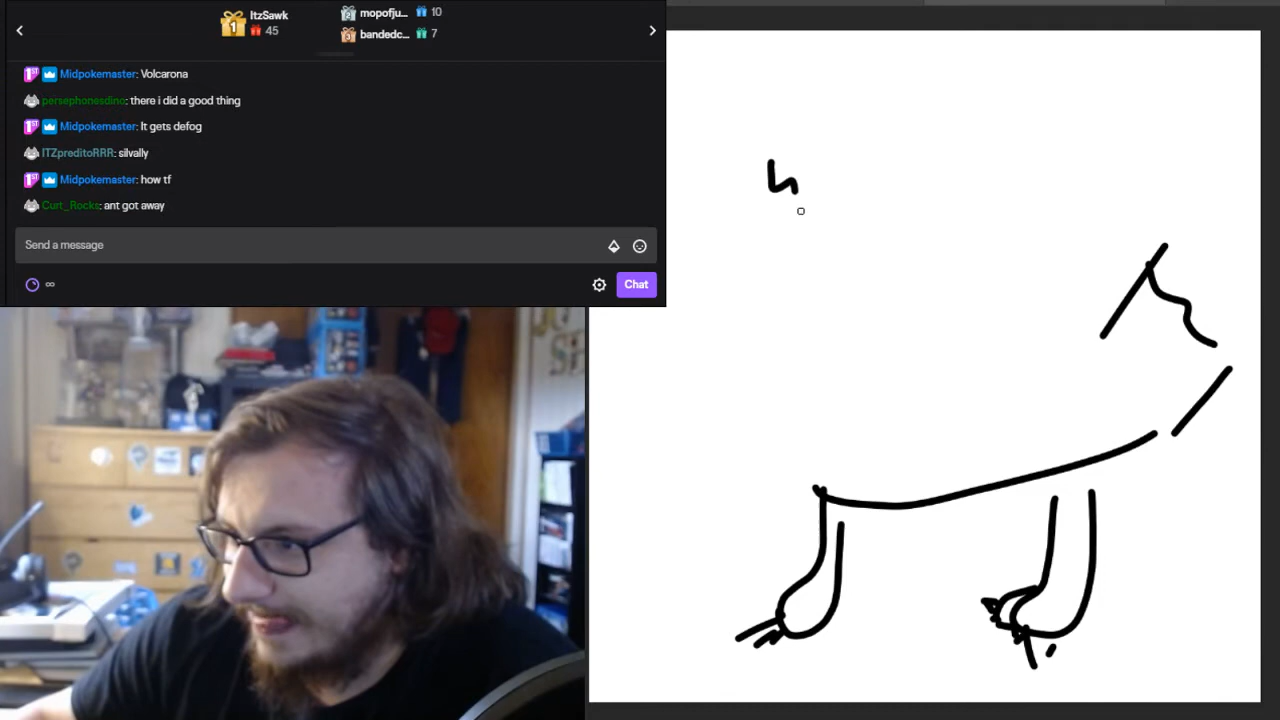 ItzSawk
45
mopofju... 10
bandedc... 7
Midpokemaster: Volcarona
persephonesdino: there i did a good thing
Midpokemaster: It gets defog
ITZpreditoRRR: silvally
Midpokemaster: how tf
Curt_Rocks: ant got away
Send a message
∞
Chat